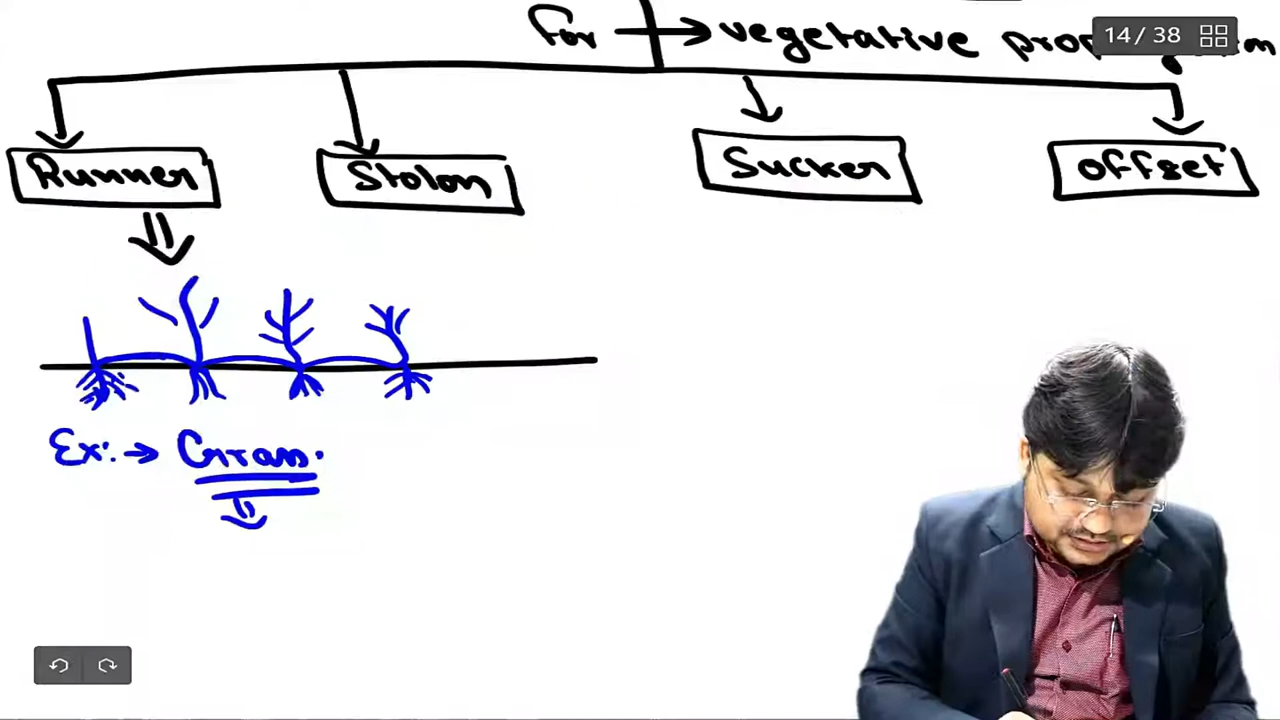 For → vegetative prop
14 / 38
Runner
Stolon
Sucker
offset
Ex:→ Grass.